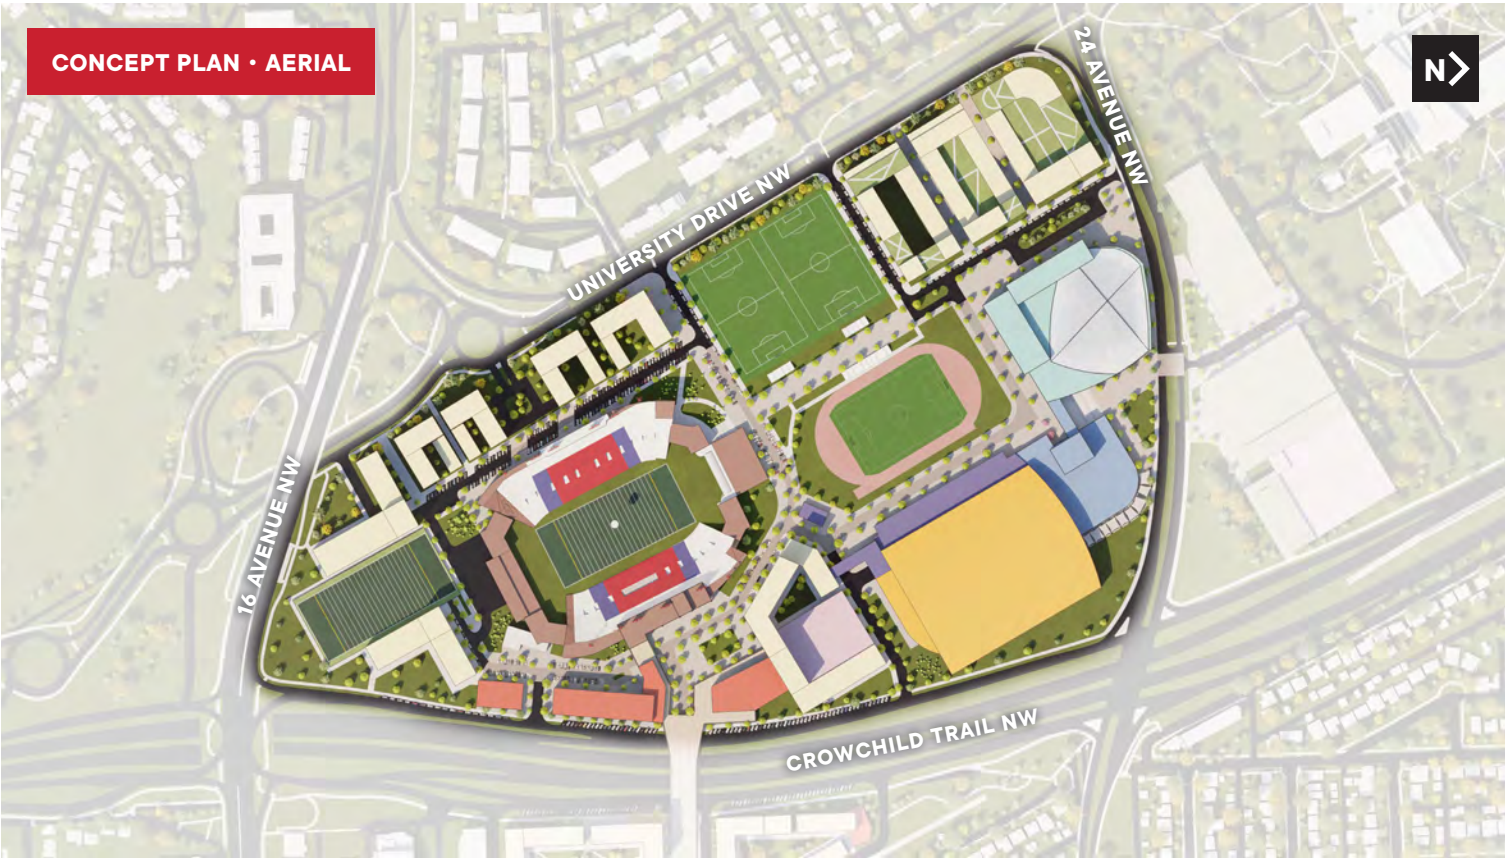 CONCEPT PLAN • AERIAL
N
24 AVENUE NW
UNIVERSITY DRIVE NW
16 AVENUE NW
CROWCHILD TRAIL NW